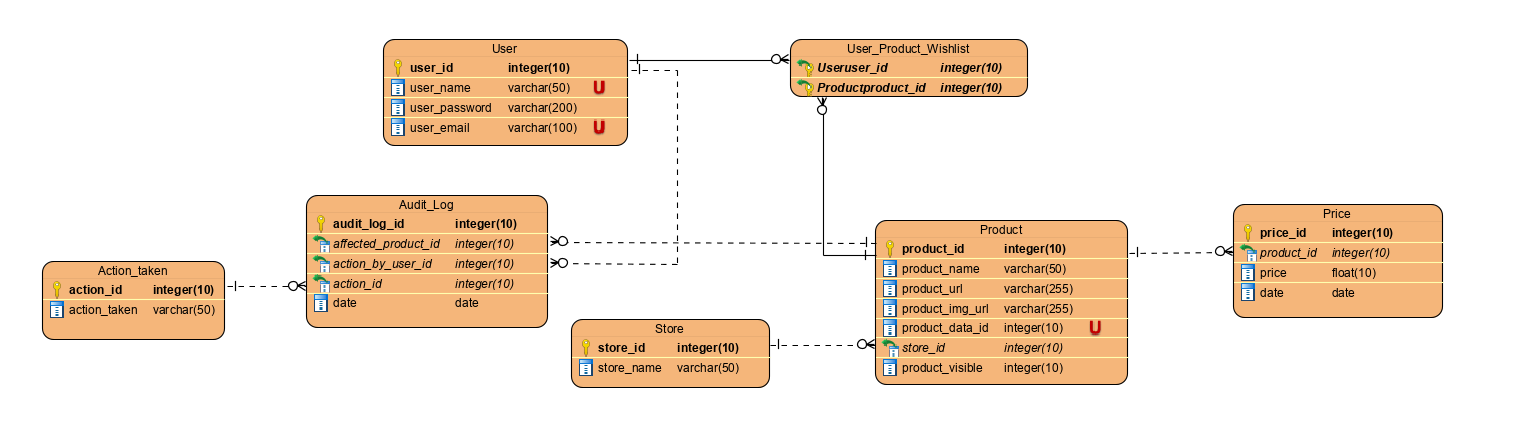 User
user_id integer(10)
user_name varchar(50) U
user_password varchar(200)
user_email varchar(100) U
User_Product_Wishlist
Useruser_id integer(10)
Productproduct_id integer(10)
Audit_Log
audit_log_id integer(10)
affected_product_id integer(10)
action_by_user_id integer(10)
action_id integer(10)
date date
Action_taken
action_id integer(10)
action_taken varchar(50)
Store
store_id integer(10)
store_name varchar(50)
Product
product_id integer(10)
product_name varchar(50)
product_url varchar(255)
product_img_url varchar(255)
product_data_id integer(10) U
store_id integer(10)
product_visible integer(10)
Price
price_id integer(10)
product_id integer(10)
price float(10)
date date